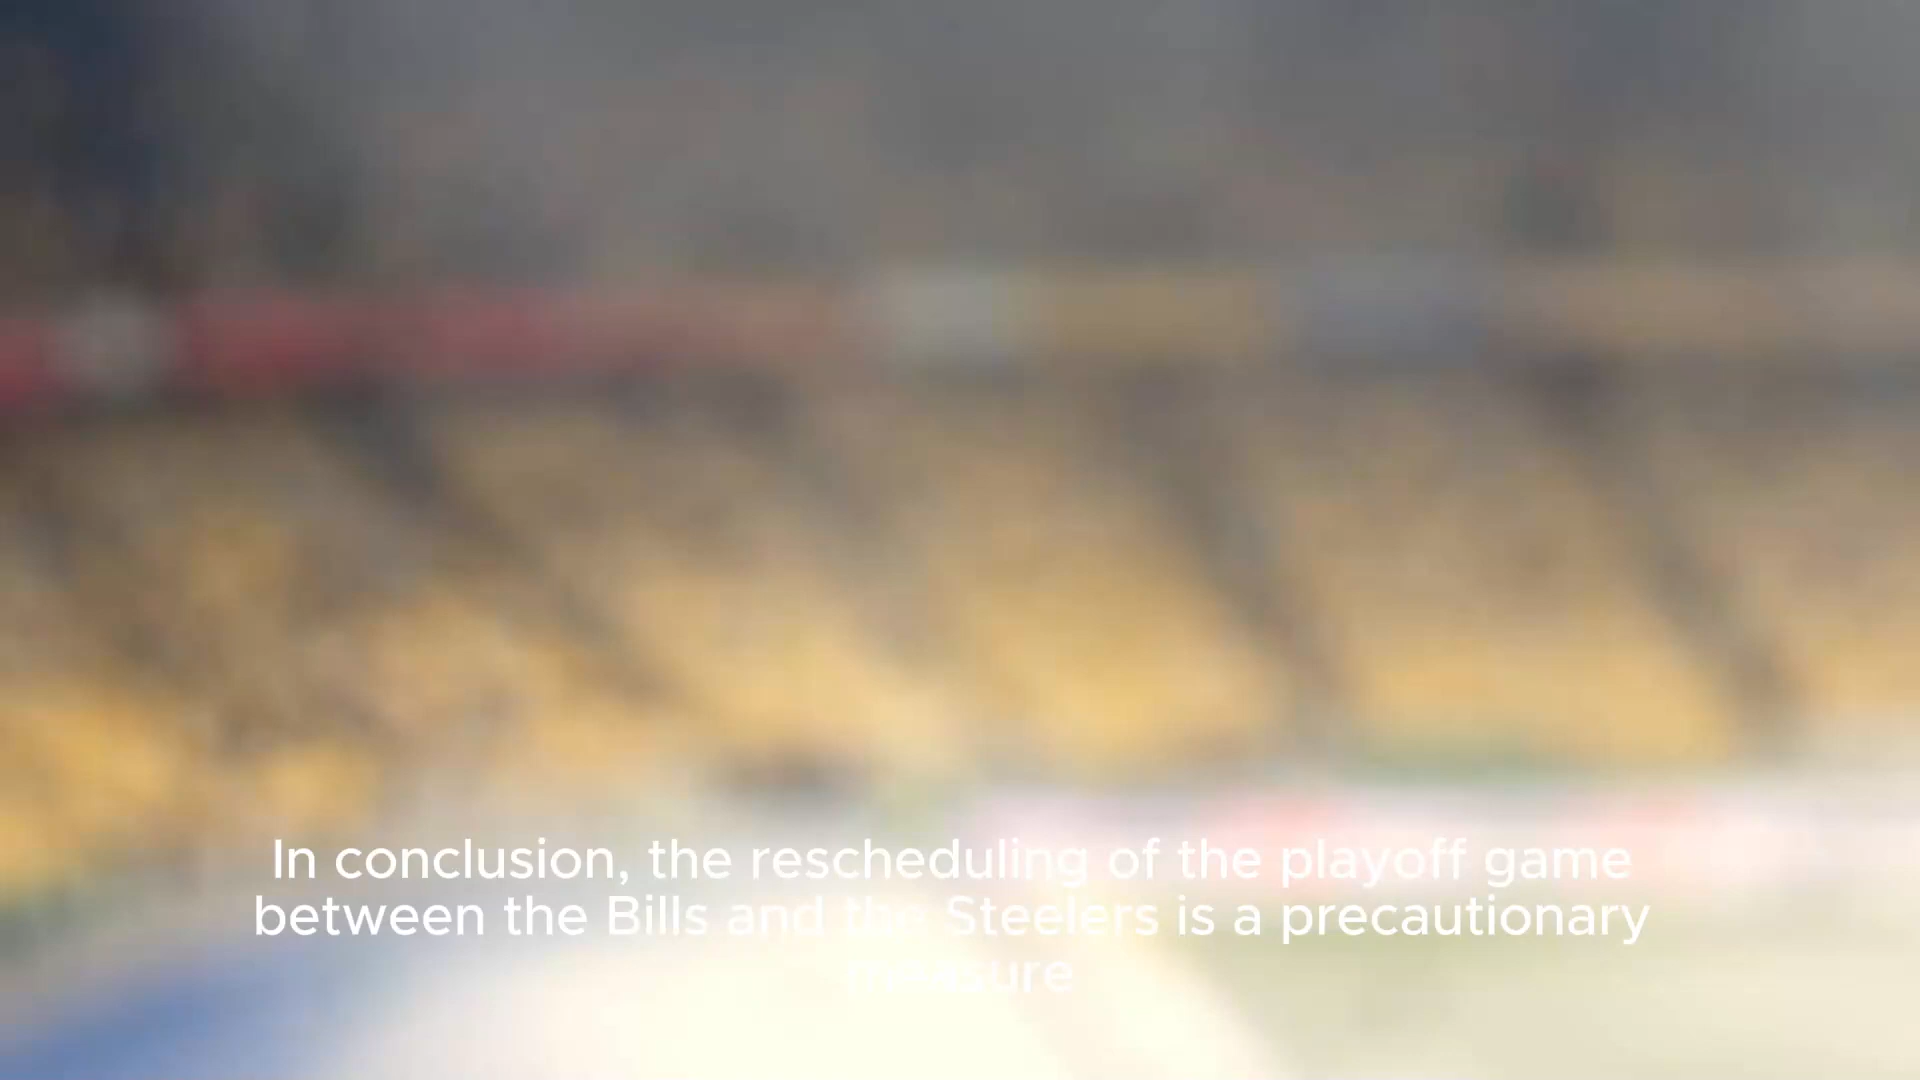 In conclusion, the rescheduling of the playoff game
between the Bills and the Steelers is a precautionary
measure